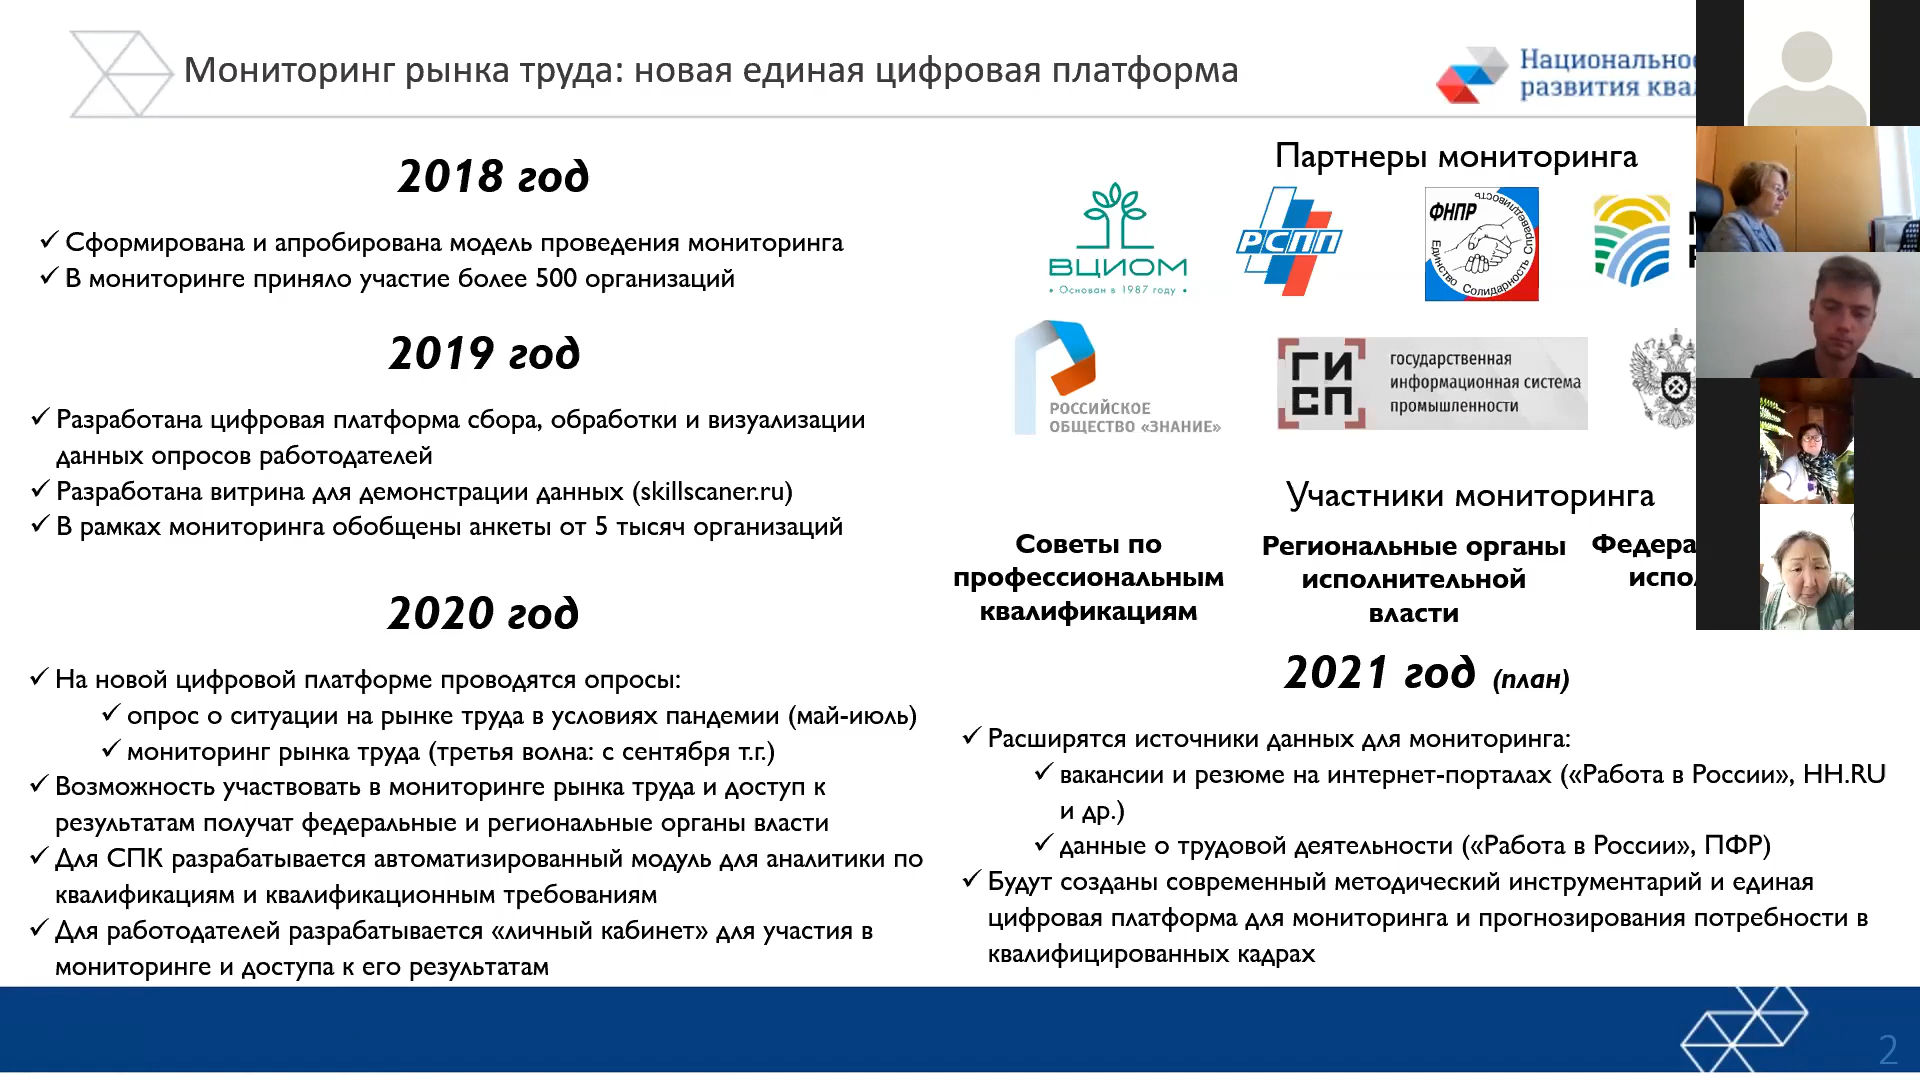 Мониторинг рынка труда: новая единая цифровая платформа
Национальное
развития
2018 год
✓ Сформирована и апробирована модель проведения мониторинга
✓ В мониторинге приняло участие более 500 организаций
2019 год
✓ Разработана цифровая платформа сбора, обработки и визуализации
данных опросов работодателей
✓ Разработана витрина для демонстрации данных (skillscaner.ru)
✓ В рамках мониторинга обобщены анкеты от 5 тысяч организаций
2020 год
✓ На новой цифровой платформе проводятся опросы:
✓ опрос о ситуации на рынке труда в условиях пандемии (май-июль)
✓ мониторинг рынка труда (третья волна: с сентября т.г.)
✓ Возможность участвовать в мониторинге рынка труда и доступ к
результатам получат федеральные и региональные органы власти
✓ Для СПК разрабатывается автоматизированный модуль для аналитики по
квалификациям и квалификационным требованиям
✓ Для работодателей разрабатывается «личный кабинет» для участия в
мониторинге и доступа к его результатам
Партнеры мониторинга
ВЦИОМ
• Основан в 1987 году •
РСПП
ФНПР
Единство Солидарность Справедливость
РОССИЙСКОЕ
ОБЩЕСТВО «ЗНАНИЕ»
ГИ
СП
государственная
информационная система
промышленности
Участники мониторинга
Советы по
профессиональным
квалификациям
Региональные органы
исполнительной
власти
2021 год (план)
✓ Расширятся источники данных для мониторинга:
✓ вакансии и резюме на интернет-порталах («Работа в России», HH.RU
и др.)
✓ данные о трудовой деятельности («Работа в России», ПФР)
✓ Будут созданы современный методический инструментарий и единая
цифровая платформа для мониторинга и прогнозирования потребности в
квалифицированных кадрах
2